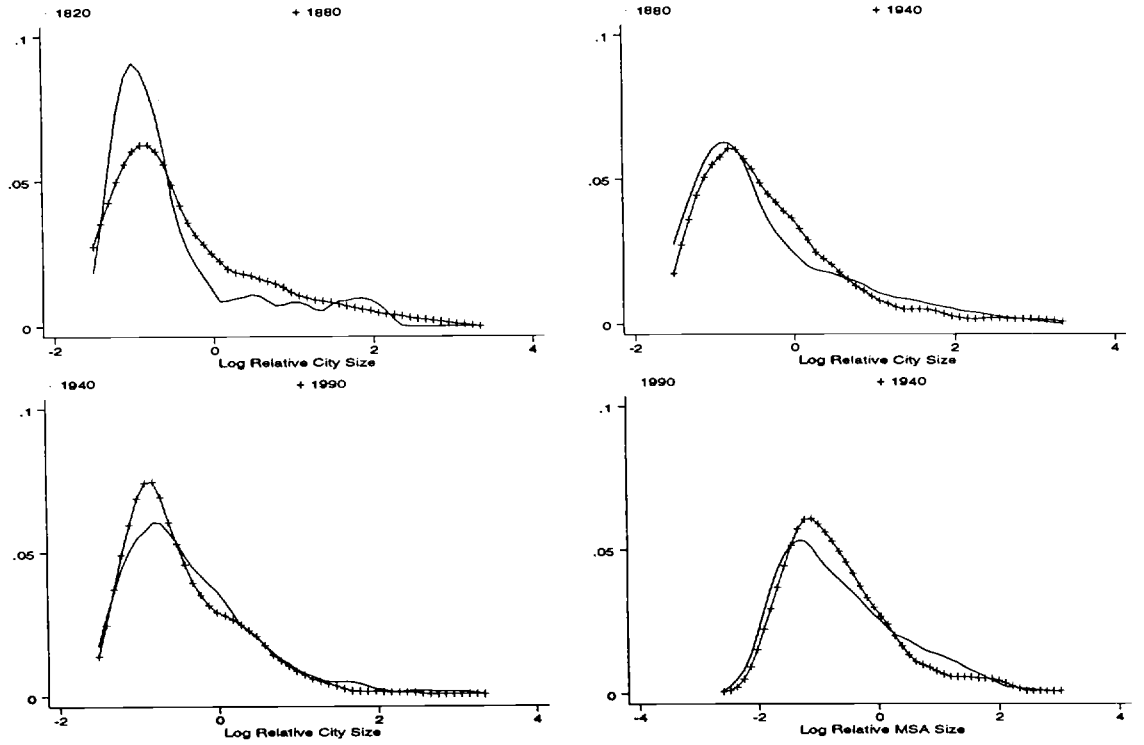 1820 + 1880
.1
.05
0
-2 0 2 4
Log Relative City Size
1880 + 1940
.1
.05
0
-2 0 2 4
Log Relative City Size
1940 + 1990
.1
.05
0
-2 0 2 4
Log Relative City Size
1990 + 1940
.1
.05
0
-4 -2 0 2 4
Log Relative MSA Size